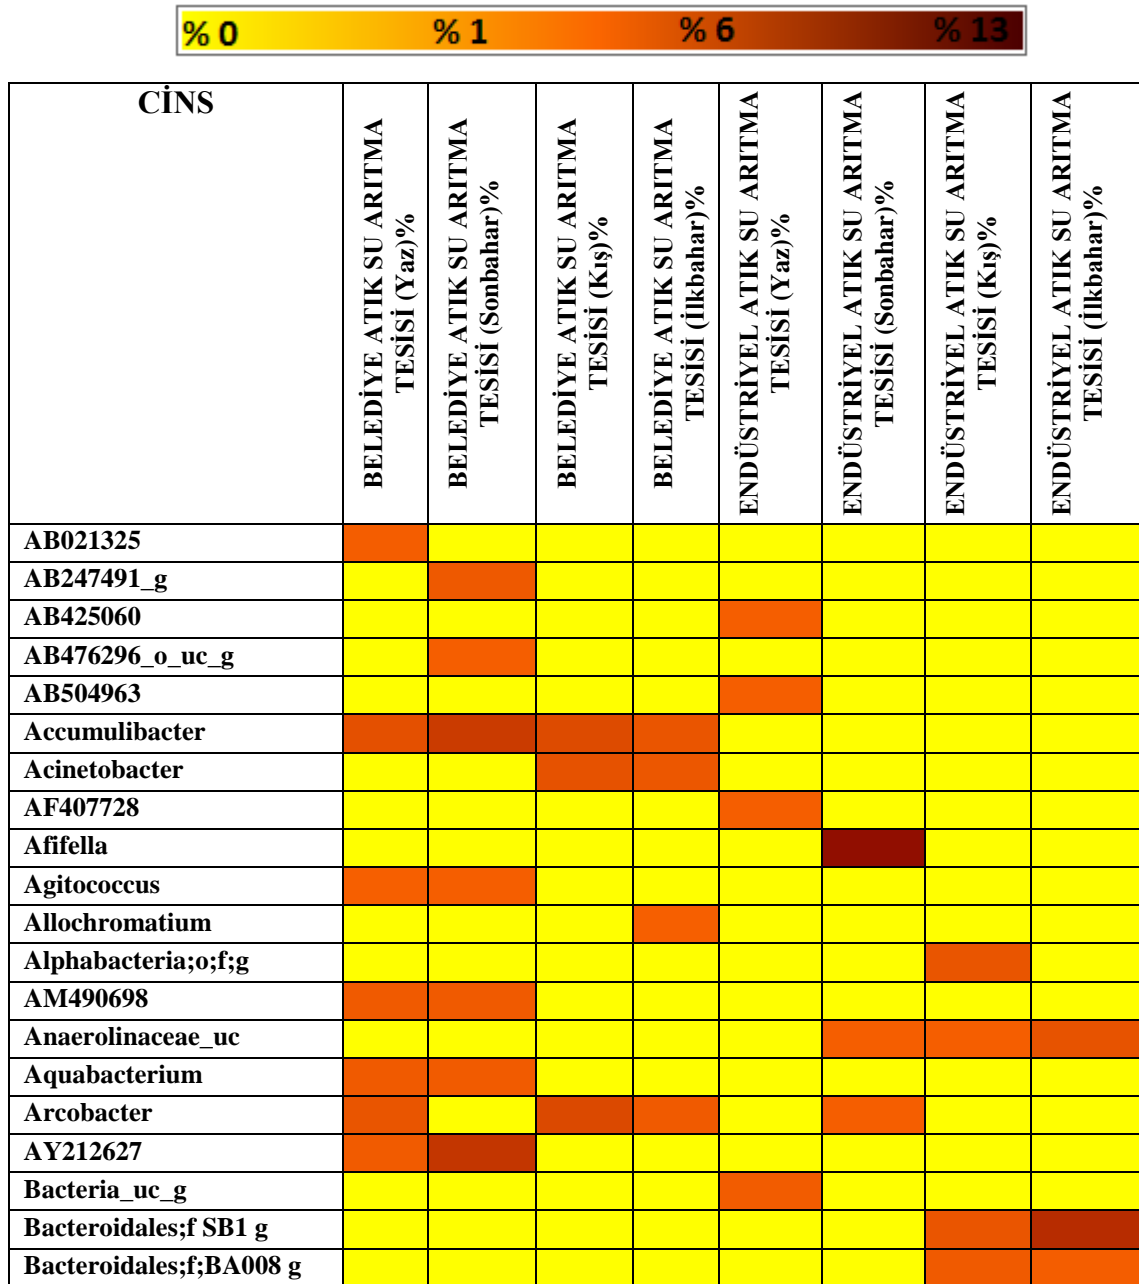 % 0 % 1 % 6 % 13
CİNS
BELEDİYE ATIK SU ARITMA
TESİSİ (Yaz)%
BELEDİYE ATIK SU ARITMA
TESİSİ (Sonbahar)%
BELEDİYE ATIK SU ARITMA
TESİSİ (Kış)%
BELEDİYE ATIK SU ARITMA
TESİSİ (İlkbahar)%
ENDÜSTRİYEL ATIK SU ARITMA
TESİSİ (Yaz)%
ENDÜSTRİYEL ATIK SU ARITMA
TESİSİ (Sonbahar)%
ENDÜSTRİYEL ATIK SU ARITMA
TESİSİ (Kış)%
ENDÜSTRİYEL ATIK SU ARITMA
TESİSİ (İlkbahar)%
AB021325
AB247491_g
AB425060
AB476296_o_uc_g
AB504963
Accumulibacter
Acinetobacter
AF407728
Afifella
Agitococcus
Allochromatium
Alphabacteria;o;f;g
AM490698
Anaerolinaceae_uc
Aquabacterium
Arcobacter
AY212627
Bacteria_uc_g
Bacteroidales;f SB1 g
Bacteroidales;f;BA008 g